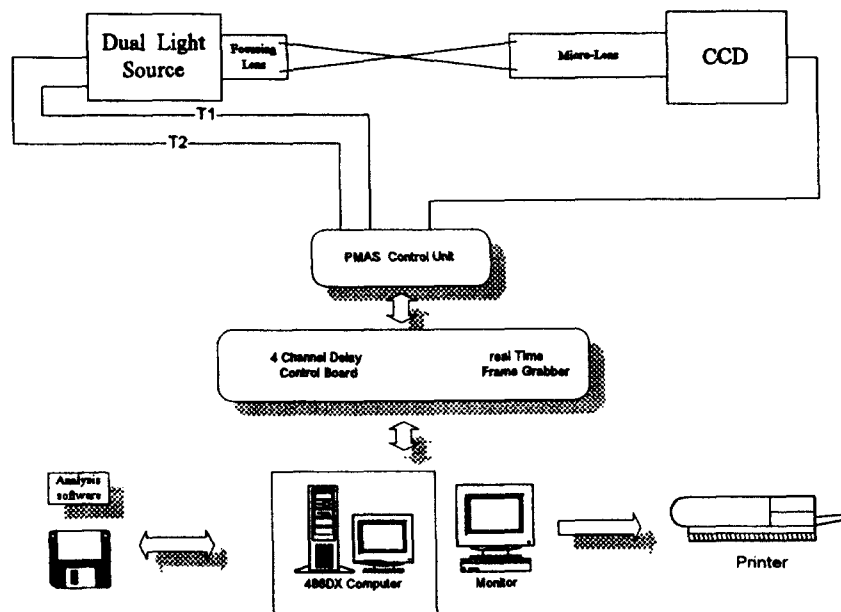 Dual Light
Source
Focusing
Lens
Micro-Lens
CCD
T1
T2
PMAS Control Unit
4 Channel Delay
Control Board
real Time
Frame Grabber
Analysis
software
486DX Computer
Monitor
Printer